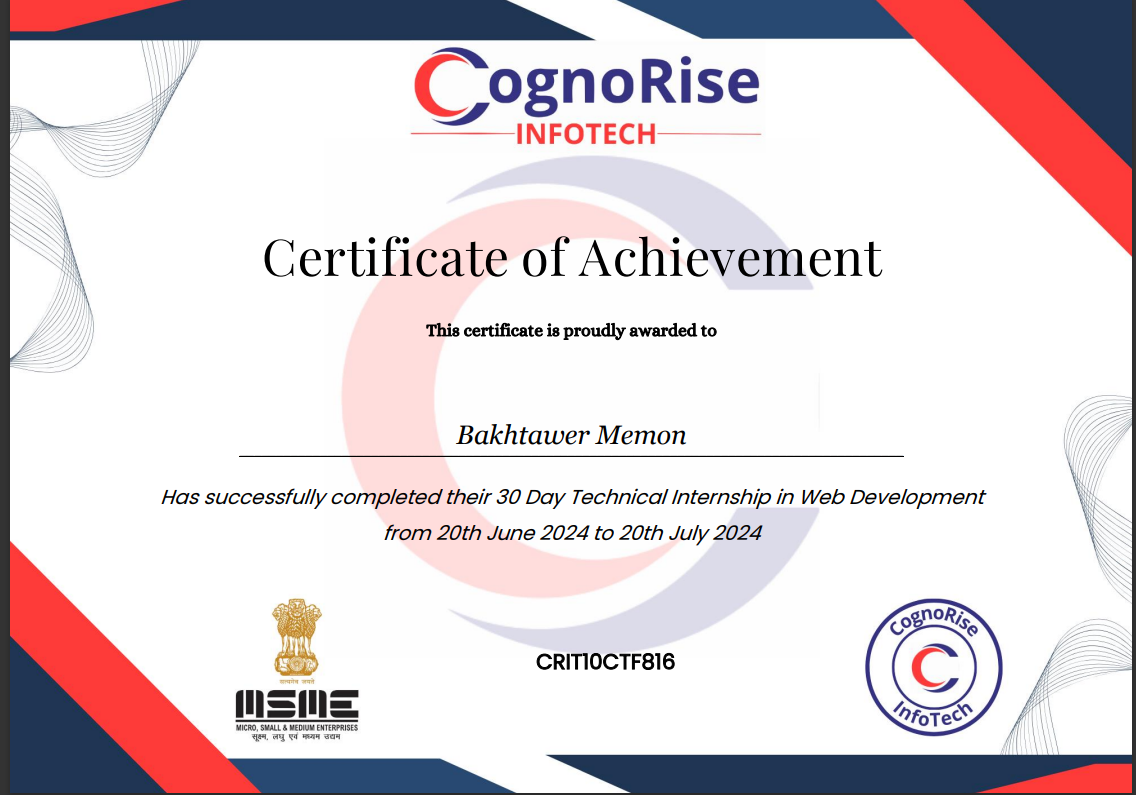 CognoRise
INFOTECH
Certificate of Achievement
This certificate is proudly awarded to
Bakhtawer Memon
Has successfully completed their 30 Day Technical Internship in Web Development
from 20th June 2024 to 20th July 2024
सत्यमेव जयते
MSME
MICRO, SMALL & MEDIUM ENTERPRISES
सूक्ष्म, लघु एवं मध्यम उद्यम
CRIT10CTF816
CognoRise
InfoTech